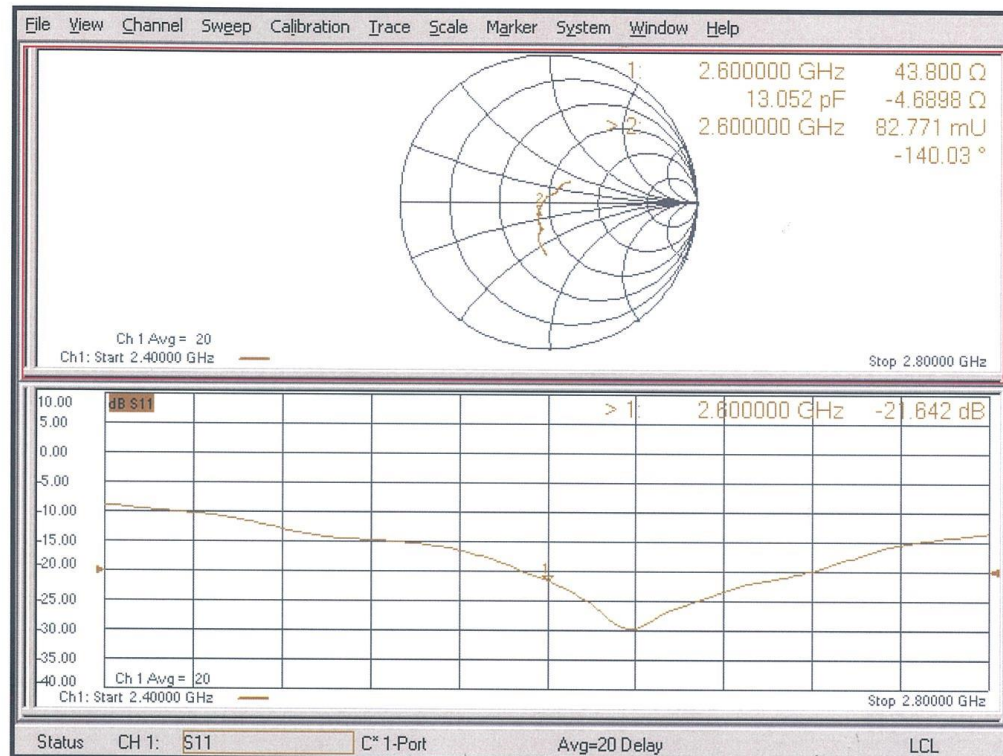 File View Channel Sweep Calibration Trace Scale Marker System Window Help
1: 2.600000 GHz 43.800 Ω
13.052 pF -4.6898 Ω
> 2: 2.600000 GHz 82.771 mU
-140.03 °
2
Ch 1 Avg = 20
Ch1: Start 2.40000 GHz Stop 2.80000 GHz
10.00 dB S11 > 1: 2.600000 GHz -21.642 dB
5.00
0.00
-5.00
-10.00
-15.00
-20.00 1
-25.00
-30.00
-35.00
-40.00 Ch 1 Avg = 20
Ch1: Start 2.40000 GHz Stop 2.80000 GHz
Status CH 1: S11 C* 1-Port Avg=20 Delay LCL